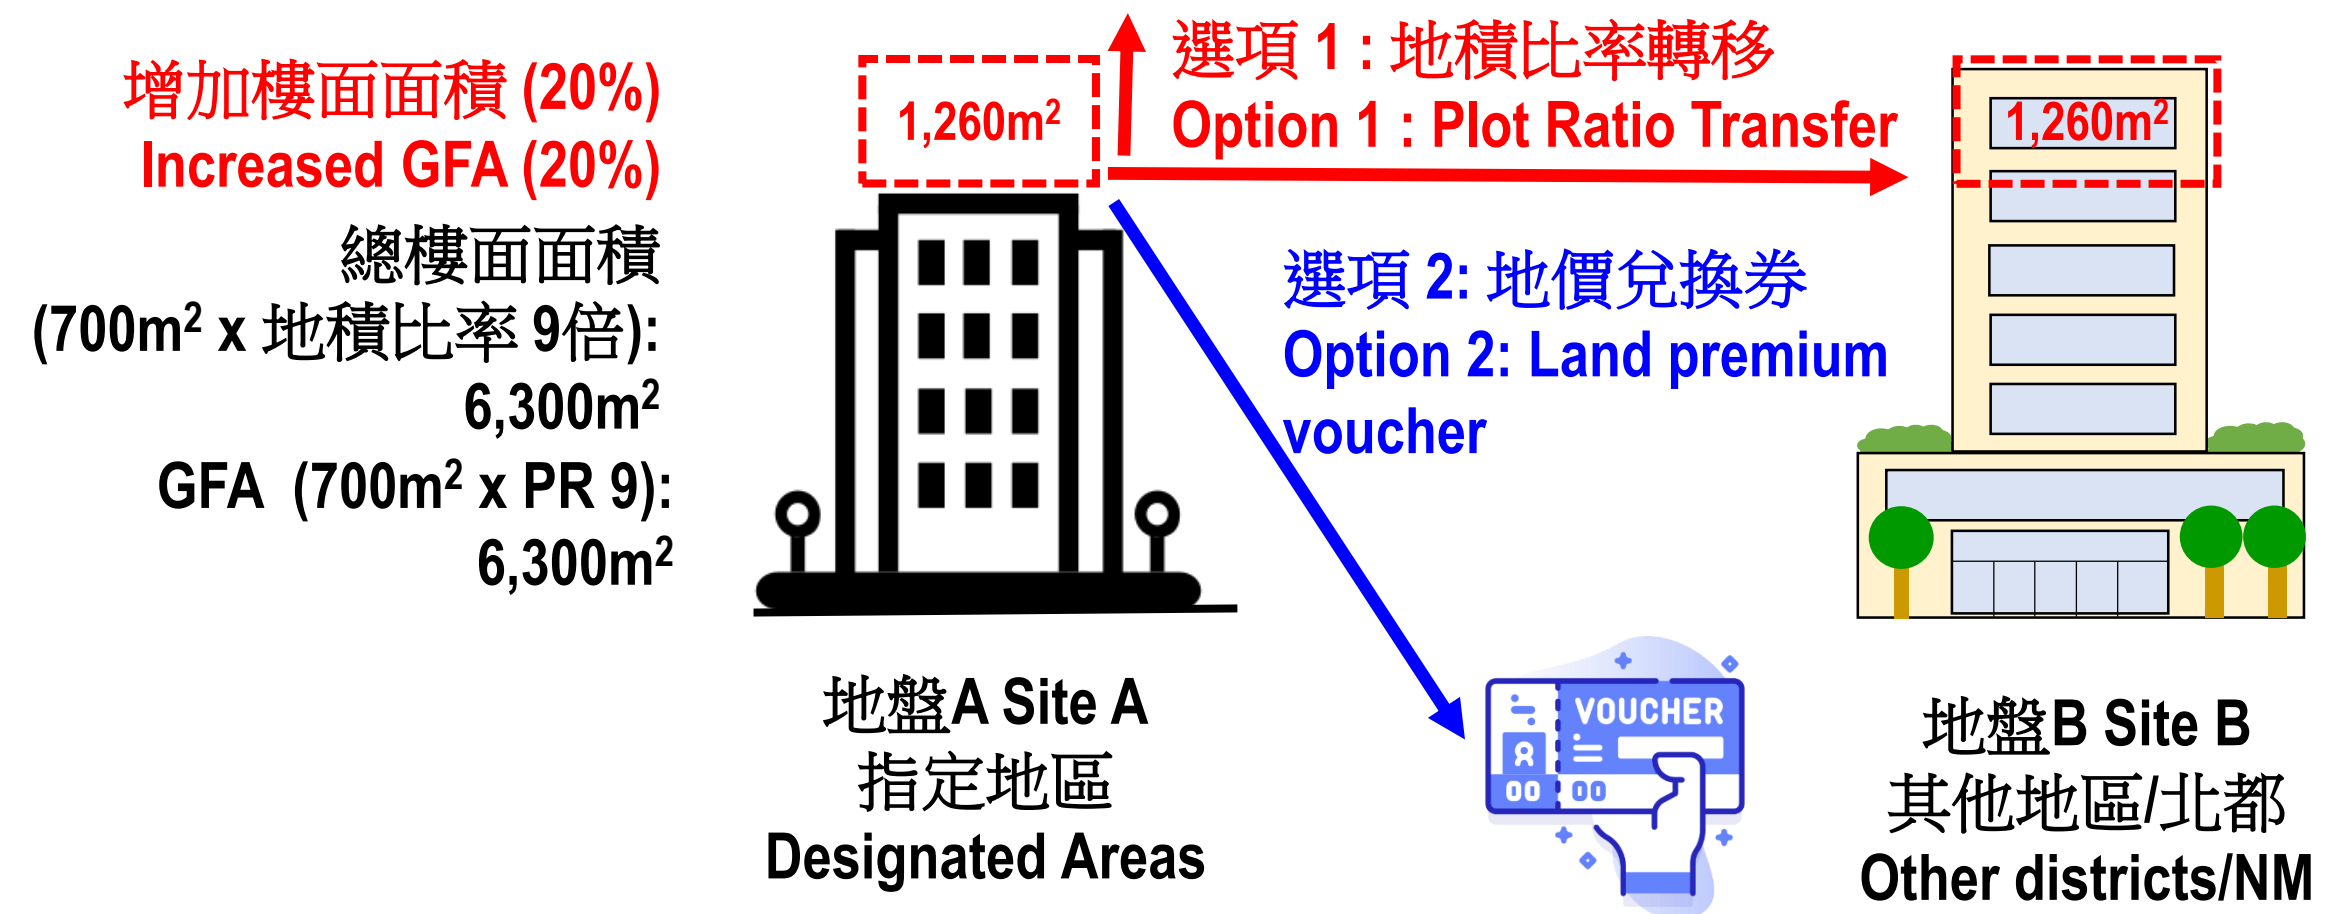 增加樓面面積 (20%)
Increased GFA (20%)
總樓面面積
(700m² x 地積比率 9倍):
6,300m²
GFA (700m² x PR 9):
6,300m²
1,260m²
選項 1 : 地積比率轉移
Option 1 : Plot Ratio Transfer
1,260m²
選項 2: 地價兌換券
Option 2: Land premium
voucher
VOUCHER
00 00
地盤A Site A
指定地區
Designated Areas
地盤B Site B
其他地區/北都
Other districts/NM